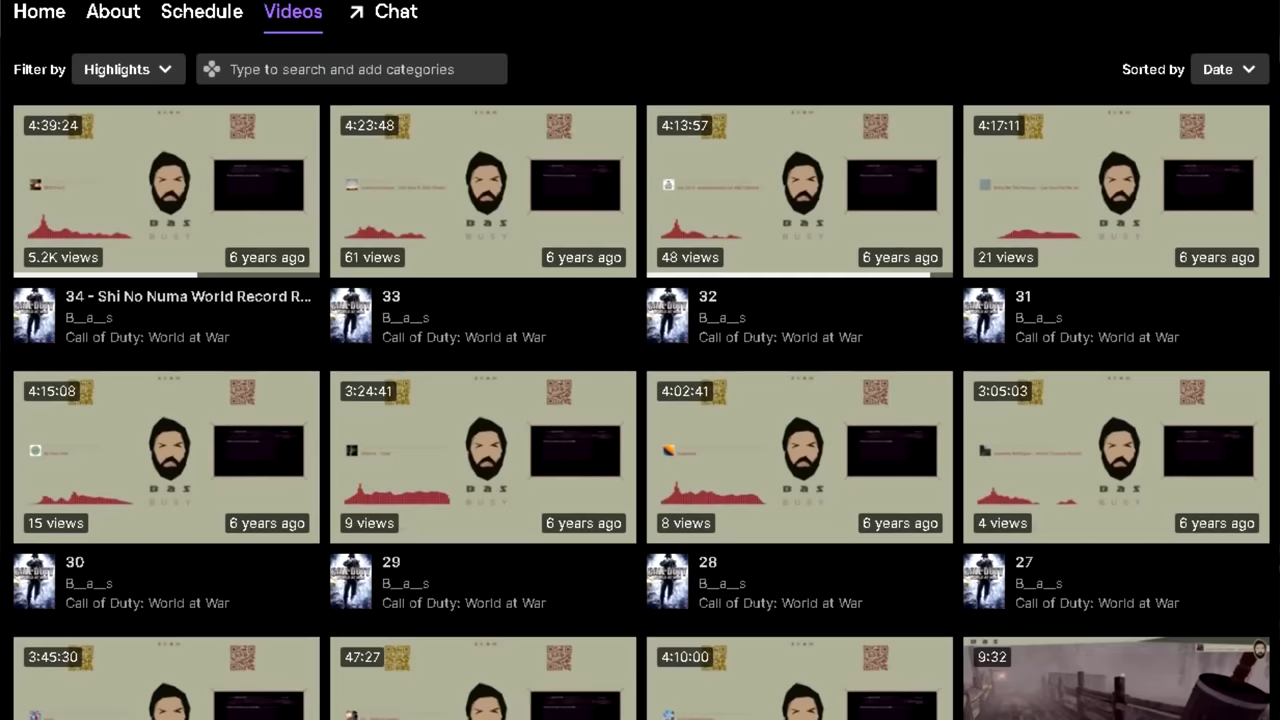 Home About Schedule Videos Chat
Filter by Highlights Type to search and add categories Sorted by Date
4:39:24 4:23:48 4:13:57 4:17:11
B a s B a s B a s B a s
B U S Y B U S Y B U S Y B U S Y
5.2K views 6 years ago 61 views 6 years ago 48 views 6 years ago 21 views 6 years ago
34 - Shi No Numa World Record R... 33 32 31
B__a__s B__a__s B__a__s B__a__s
Call of Duty: World at War Call of Duty: World at War Call of Duty: World at War Call of Duty: World at War
4:15:08 3:24:41 4:02:41 3:05:03
B a s B a s B a s B a s
B U S Y B U S Y B U S Y B U S Y
15 views 6 years ago 9 views 6 years ago 8 views 6 years ago 4 views 6 years ago
30 29 28 27
B__a__s B__a__s B__a__s B__a__s
Call of Duty: World at War Call of Duty: World at War Call of Duty: World at War Call of Duty: World at War
3:45:30 47:27 4:10:00 9:32